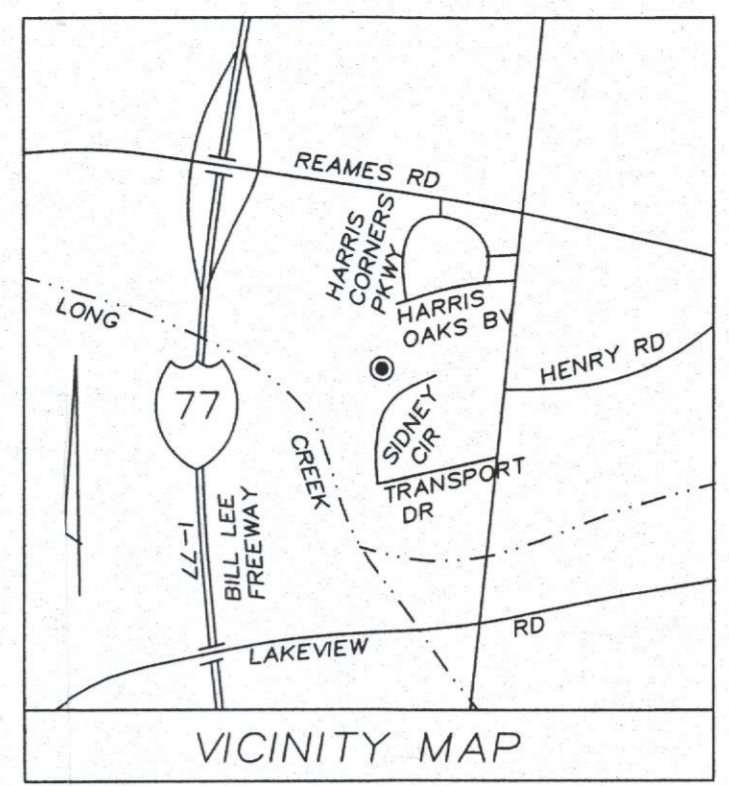 REAMES RD
HARRIS
CORNERS
PKWY
LONG
HARRIS
OAKS BV
HENRY RD
77
SIDNEY
CIR
CREEK
TRANSPORT
DR
I-77
BILL LEE
FREEWAY
LAKEVIEW
RD
VICINITY MAP